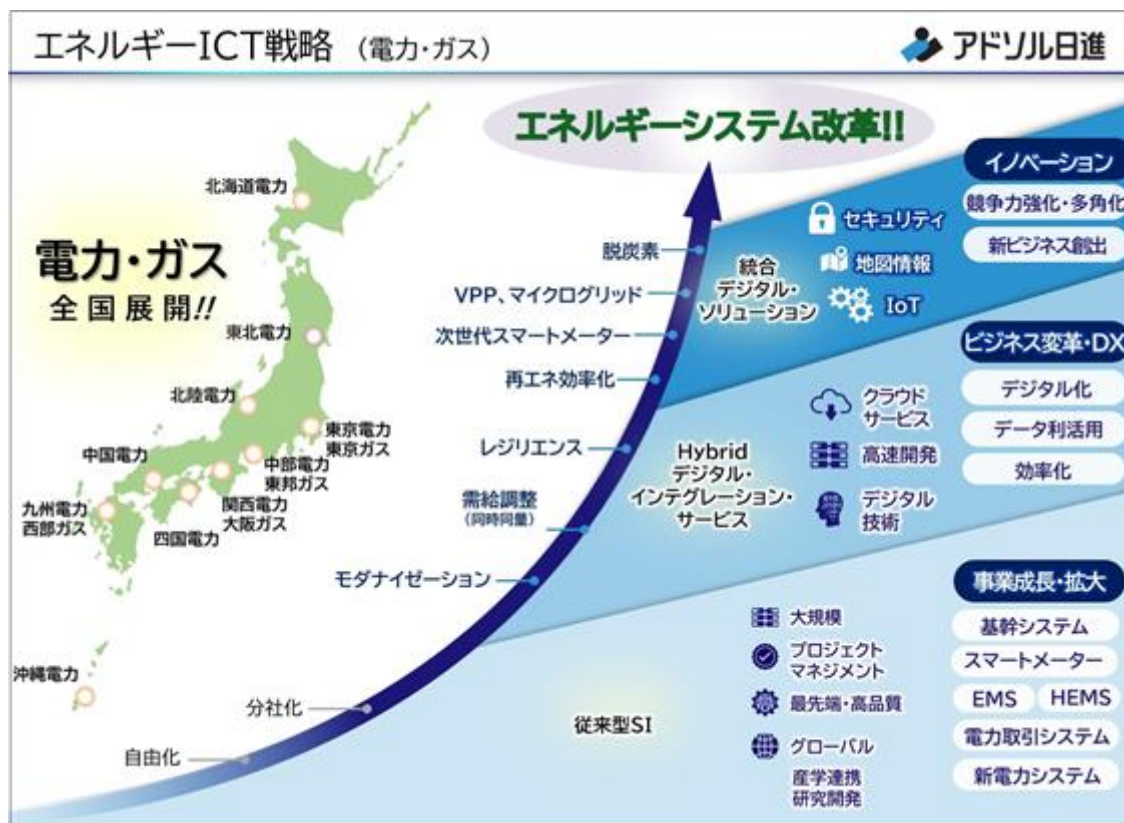 エネルギーICT戦略 (電力・ガス)
アドソル日進
エネルギーシステム改革!!
電力・ガス
全国展開!!
北海道電力
東北電力
北陸電力
東京電力
東京ガス
中国電力
中部電力
東邦ガス
九州電力
西部ガス
関西電力
大阪ガス
四国電力
沖縄電力
脱炭素
VPP、マイクログリッド
次世代スマートメーター
再エネ効率化
レジリエンス
需給調整
(同時同量)
モダナイゼーション
分社化
自由化
統合
デジタル・
ソリューション
セキュリティ
地図情報
IoT
イノベーション
競争力強化・多角化
新ビジネス創出
Hybrid
デジタル・
インテグレーション・
サービス
クラウド
サービス
高速開発
デジタル
技術
ビジネス変革・DX
デジタル化
データ利活用
効率化
従来型SI
大規模
プロジェクト
マネジメント
最先端・高品質
グローバル
産学連携
研究開発
事業成長・拡大
基幹システム
スマートメーター
EMS HEMS
電力取引システム
新電力システム